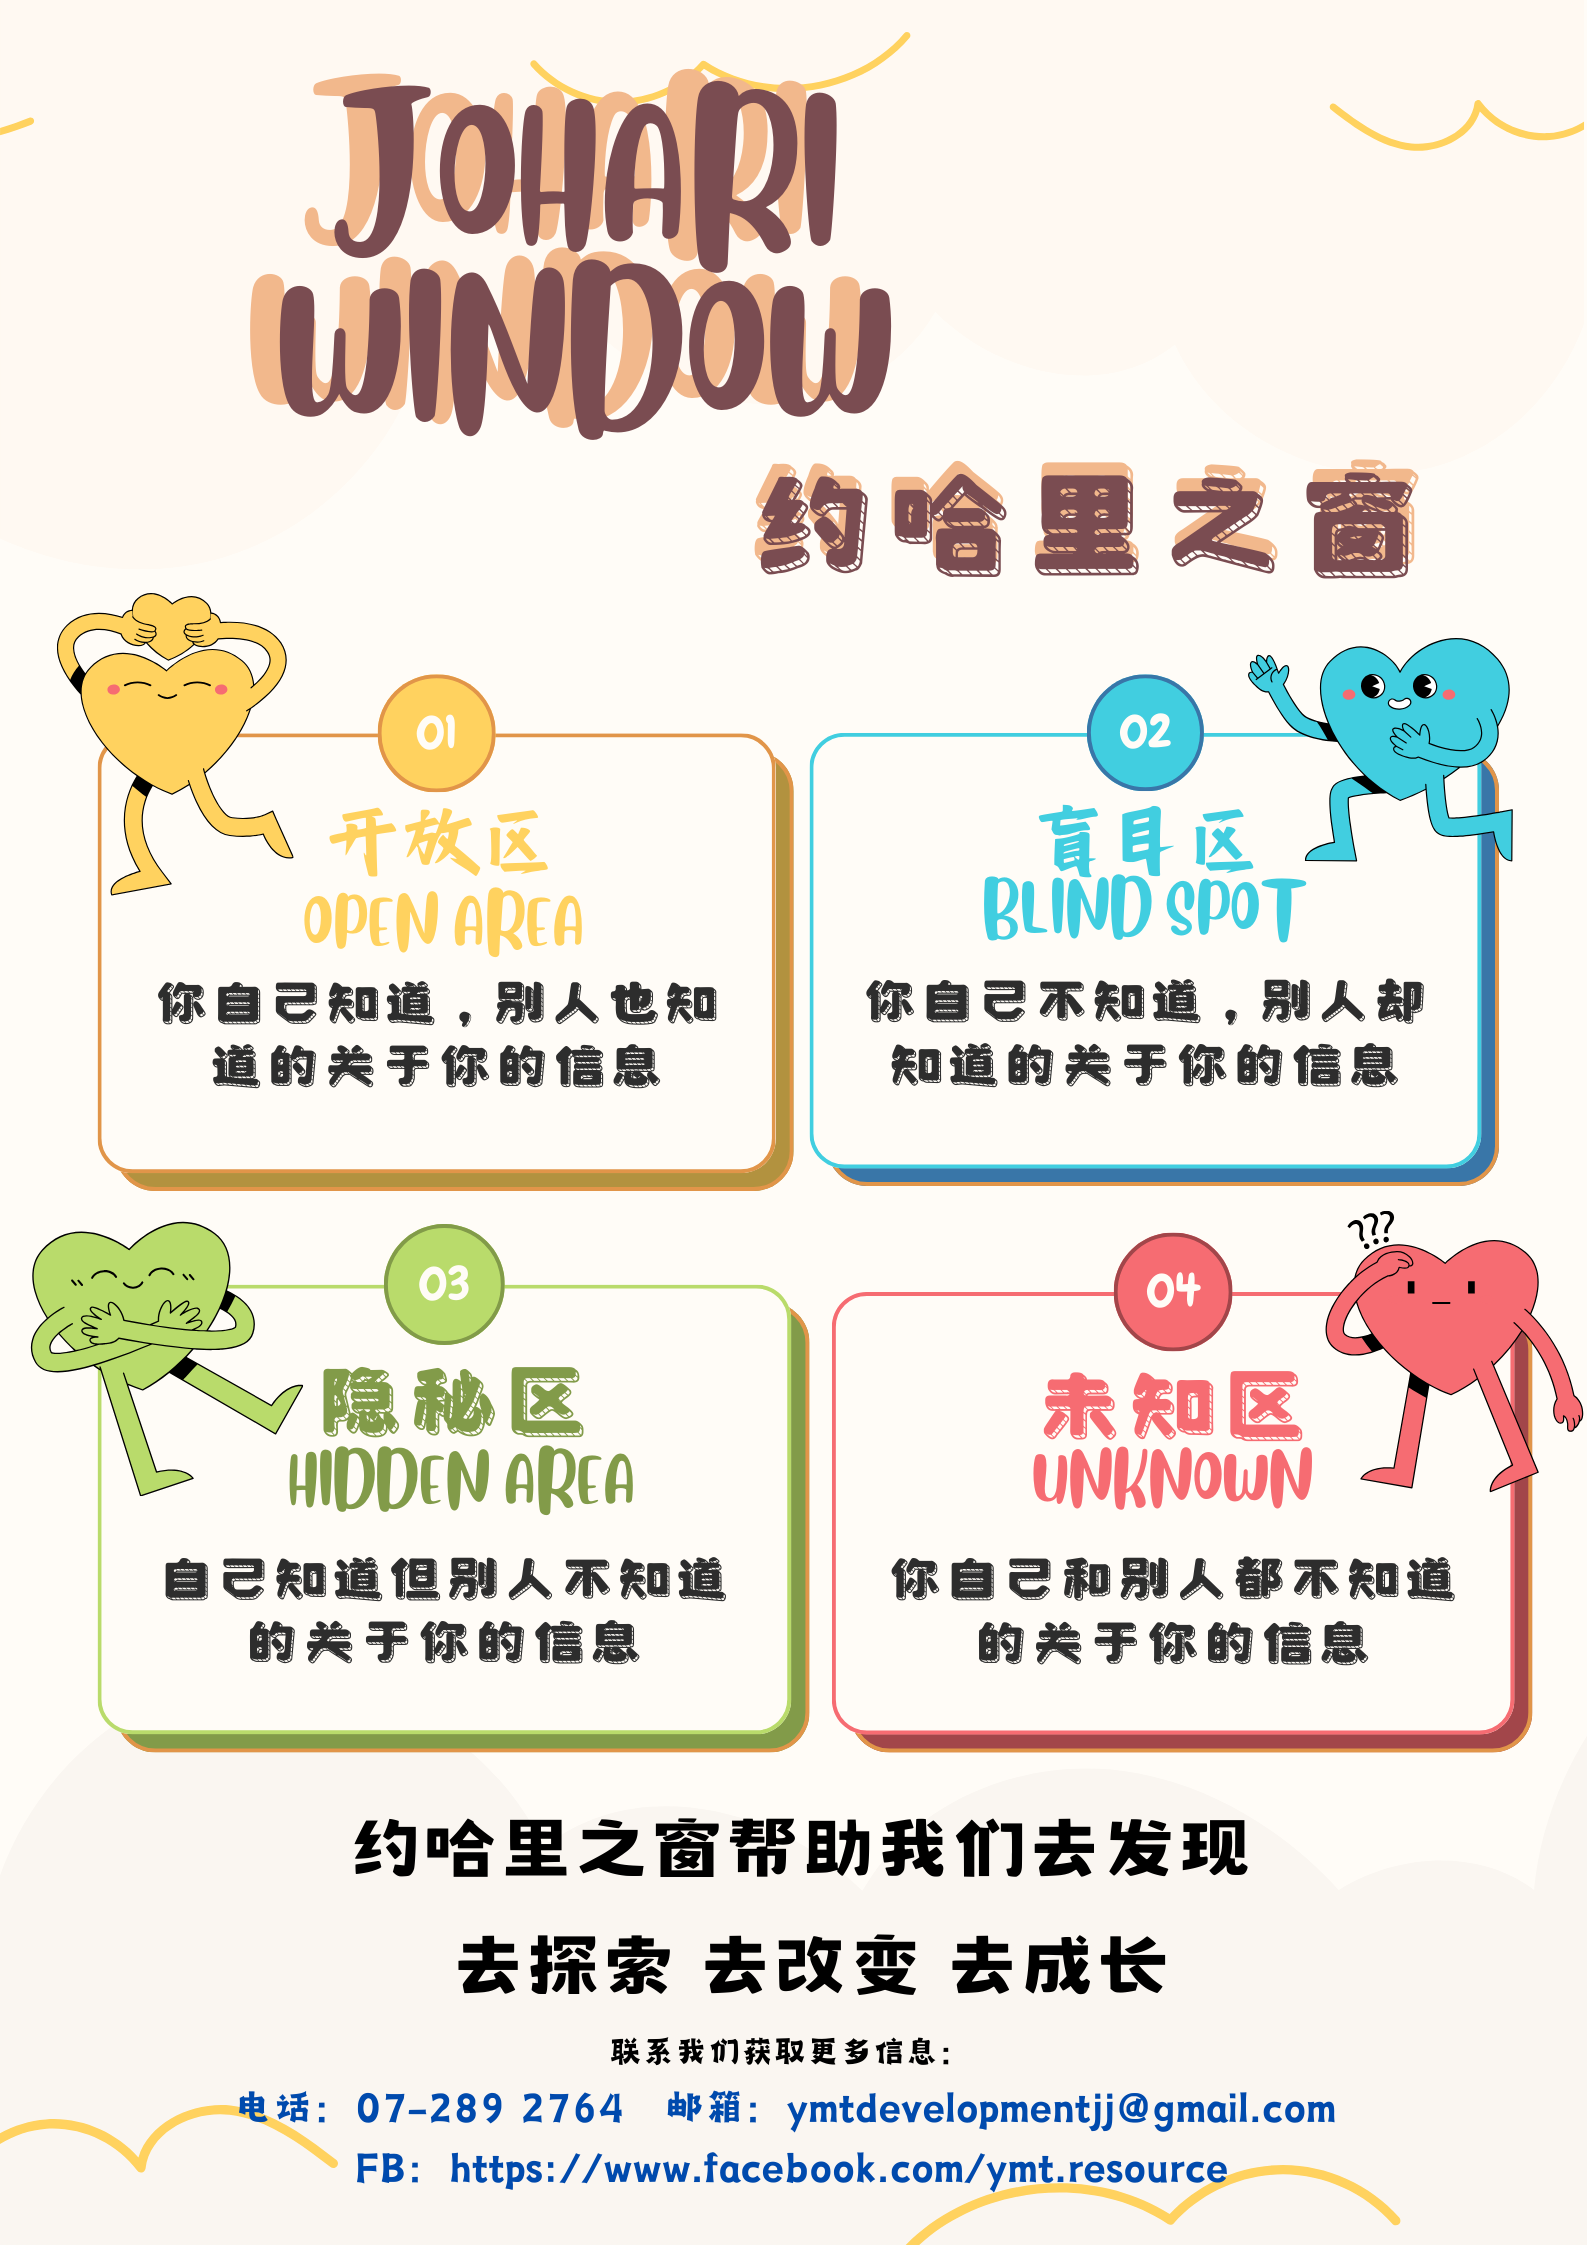 JOHARI
WINDOW
约哈里之窗
01
开放区
OPEN AREA
你自己知道，别人也知
道的关于你的信息
02
盲目区
BLIND SPOT
你自己不知道，别人却
知道的关于你的信息
03
隐秘区
HIDDEN AREA
自己知道但别人不知道
的关于你的信息
???
04
未知区
UNKNOWN
你自己和别人都不知道
的关于你的信息
约哈里之窗帮助我们去发现
去探索 去改变 去成长
联系我们获取更多信息：
电话：07-289 2764 邮箱：ymtdevelopmentjj@gmail.com
FB：https://www.facebook.com/ymt.resource